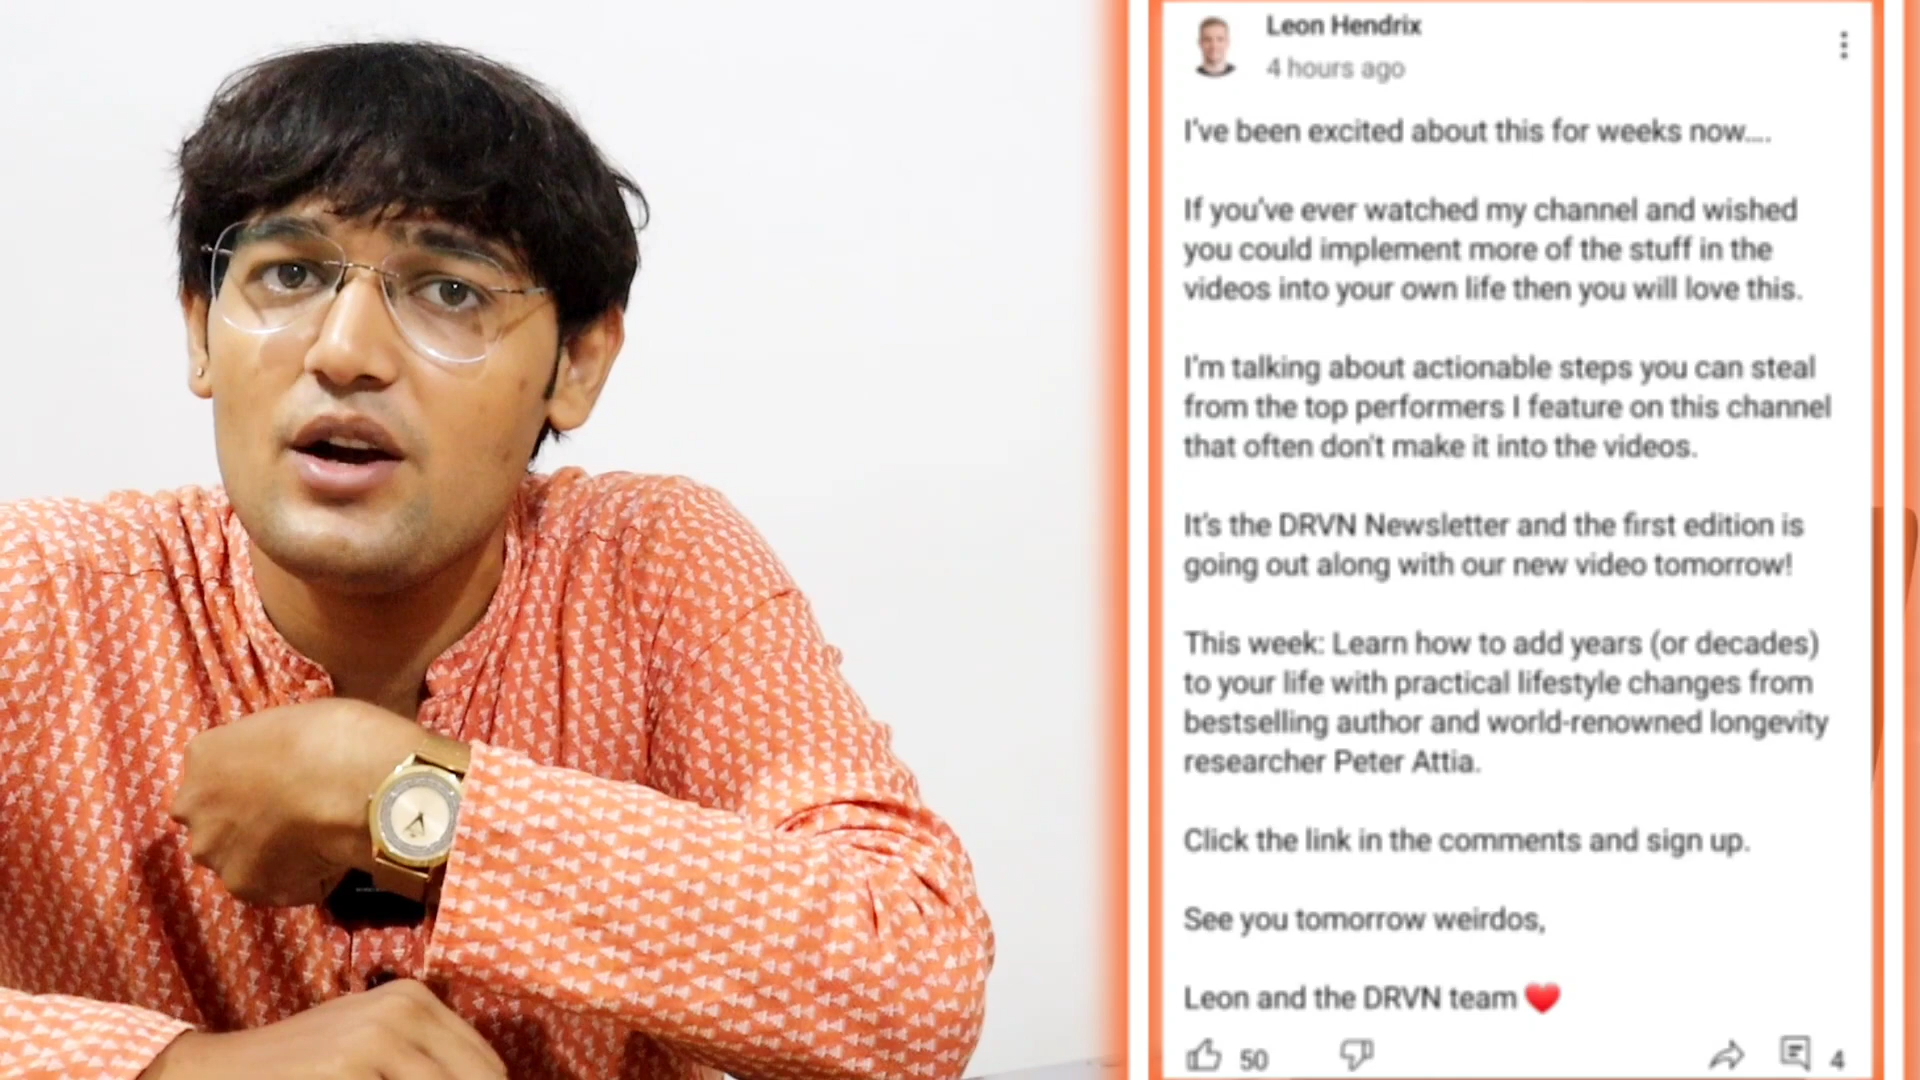 Leon Hendrix
4 hours ago
I've been excited about this for weeks now....
If you've ever watched my channel and wished
you could implement more of the stuff in the
videos into your own life then you will love this.
I'm talking about actionable steps you can steal
from the top performers I feature on this channel
that often don't make it into the videos.
It's the DRVN Newsletter and the first edition is
going out along with our new video tomorrow!
This week: Learn how to add years (or decades)
to your life with practical lifestyle changes from
bestselling author and world-renowned longevity
researcher Peter Attia.
Click the link in the comments and sign up.
See you tomorrow weirdos,
Leon and the DRVN team ❤️
50
4